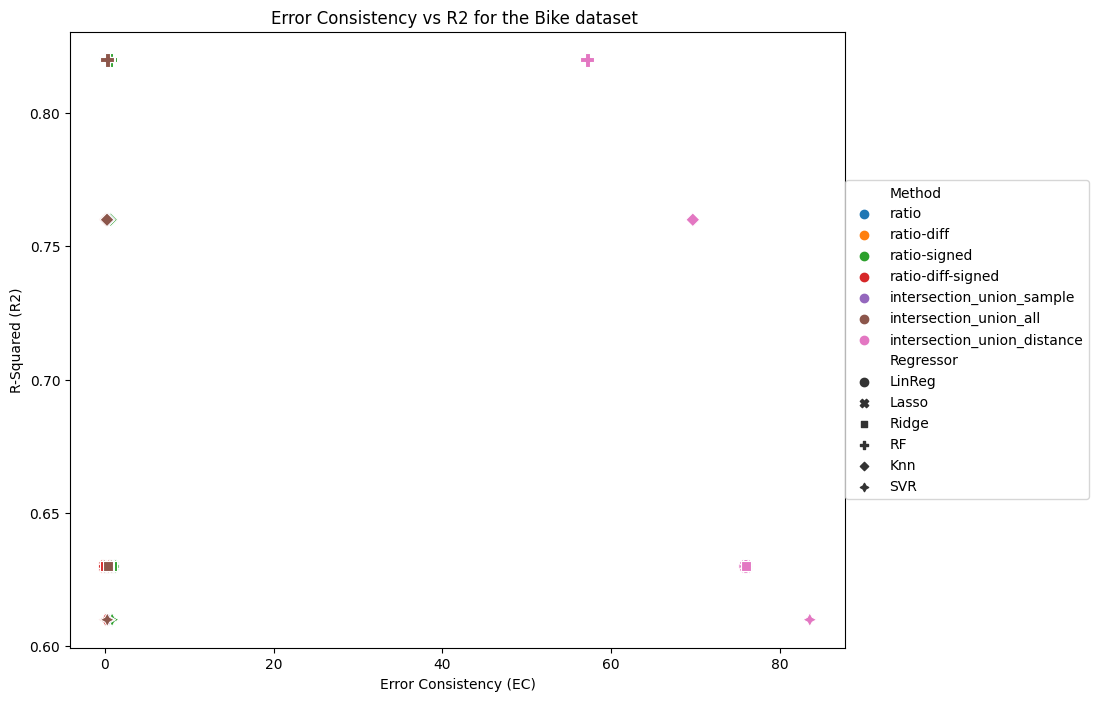 Error Consistency vs R2 for the Bike dataset
0.80
0.75
0.70
0.65
0.60
R-Squared (R2)
0
20
40
60
80
Error Consistency (EC)
Method
ratio
ratio-diff
ratio-signed
ratio-diff-signed
intersection_union_sample
intersection_union_all
intersection_union_distance
Regressor
LinReg
Lasso
Ridge
RF
Knn
SVR